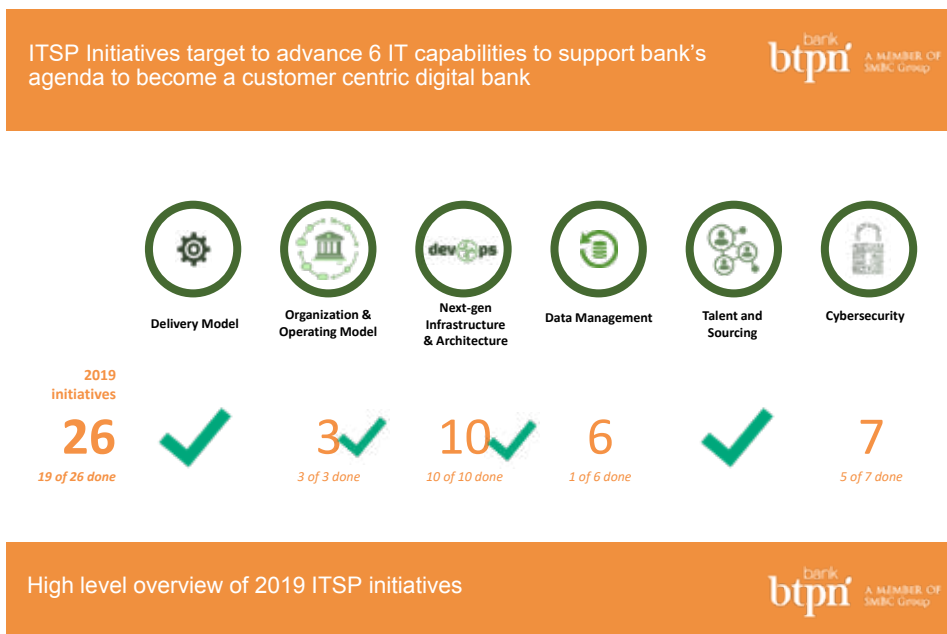 ITSP Initiatives target to advance 6 IT capabilities to support bank's
agenda to become a customer centric digital bank
bank
btpn
A MEMBER OF
SMBC Group
devops
Delivery Model
Organization &
Operating Model
Next-gen
Infrastructure
& Architecture
Data Management
Talent and
Sourcing
Cybersecurity
2019
initiatives
26
3
10
6
7
19 of 26 done
3 of 3 done
10 of 10 done
1 of 6 done
5 of 7 done
High level overview of 2019 ITSP initiatives
bank
btpn
A MEMBER OF
SMBC Group